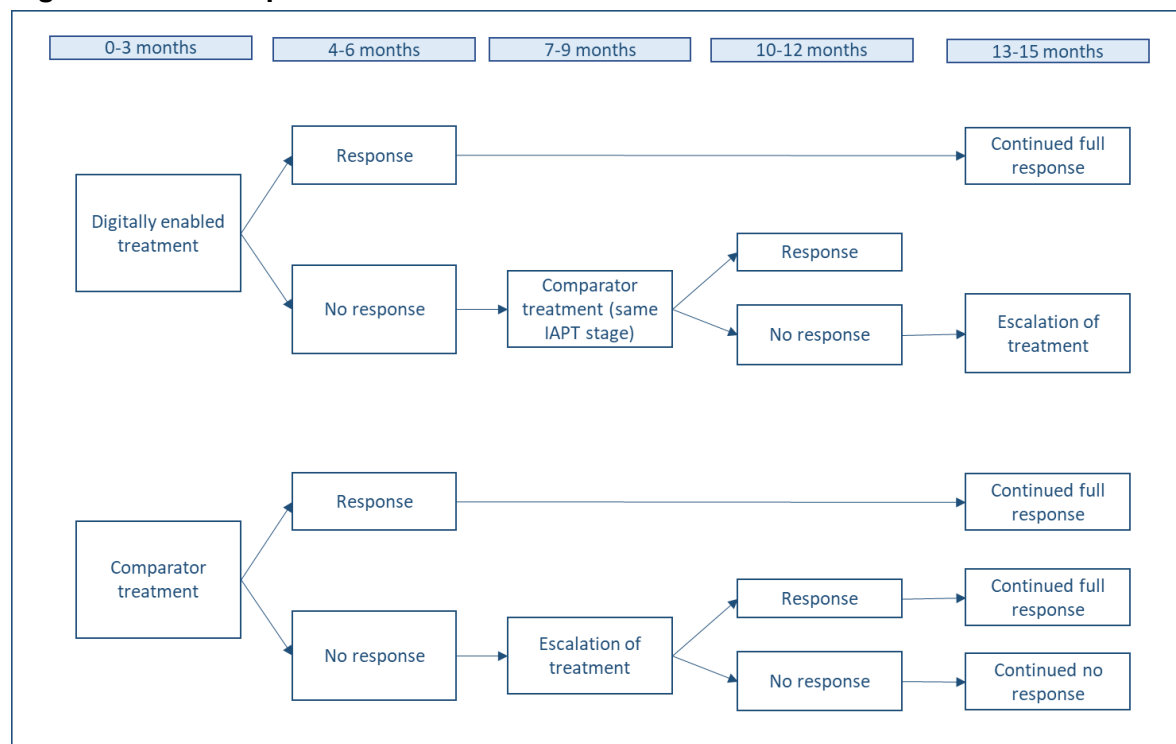 0-3 months
4-6 months
7-9 months
10-12 months
13-15 months
Response
Continued full
response
Digitally enabled
treatment
Response
No response
Comparator
treatment (same
IAPT stage)
No response
Escalation of
treatment
Response
Continued full
response
Comparator
treatment
Response
Continued full
response
No response
Escalation of
treatment
No response
Continued no
response